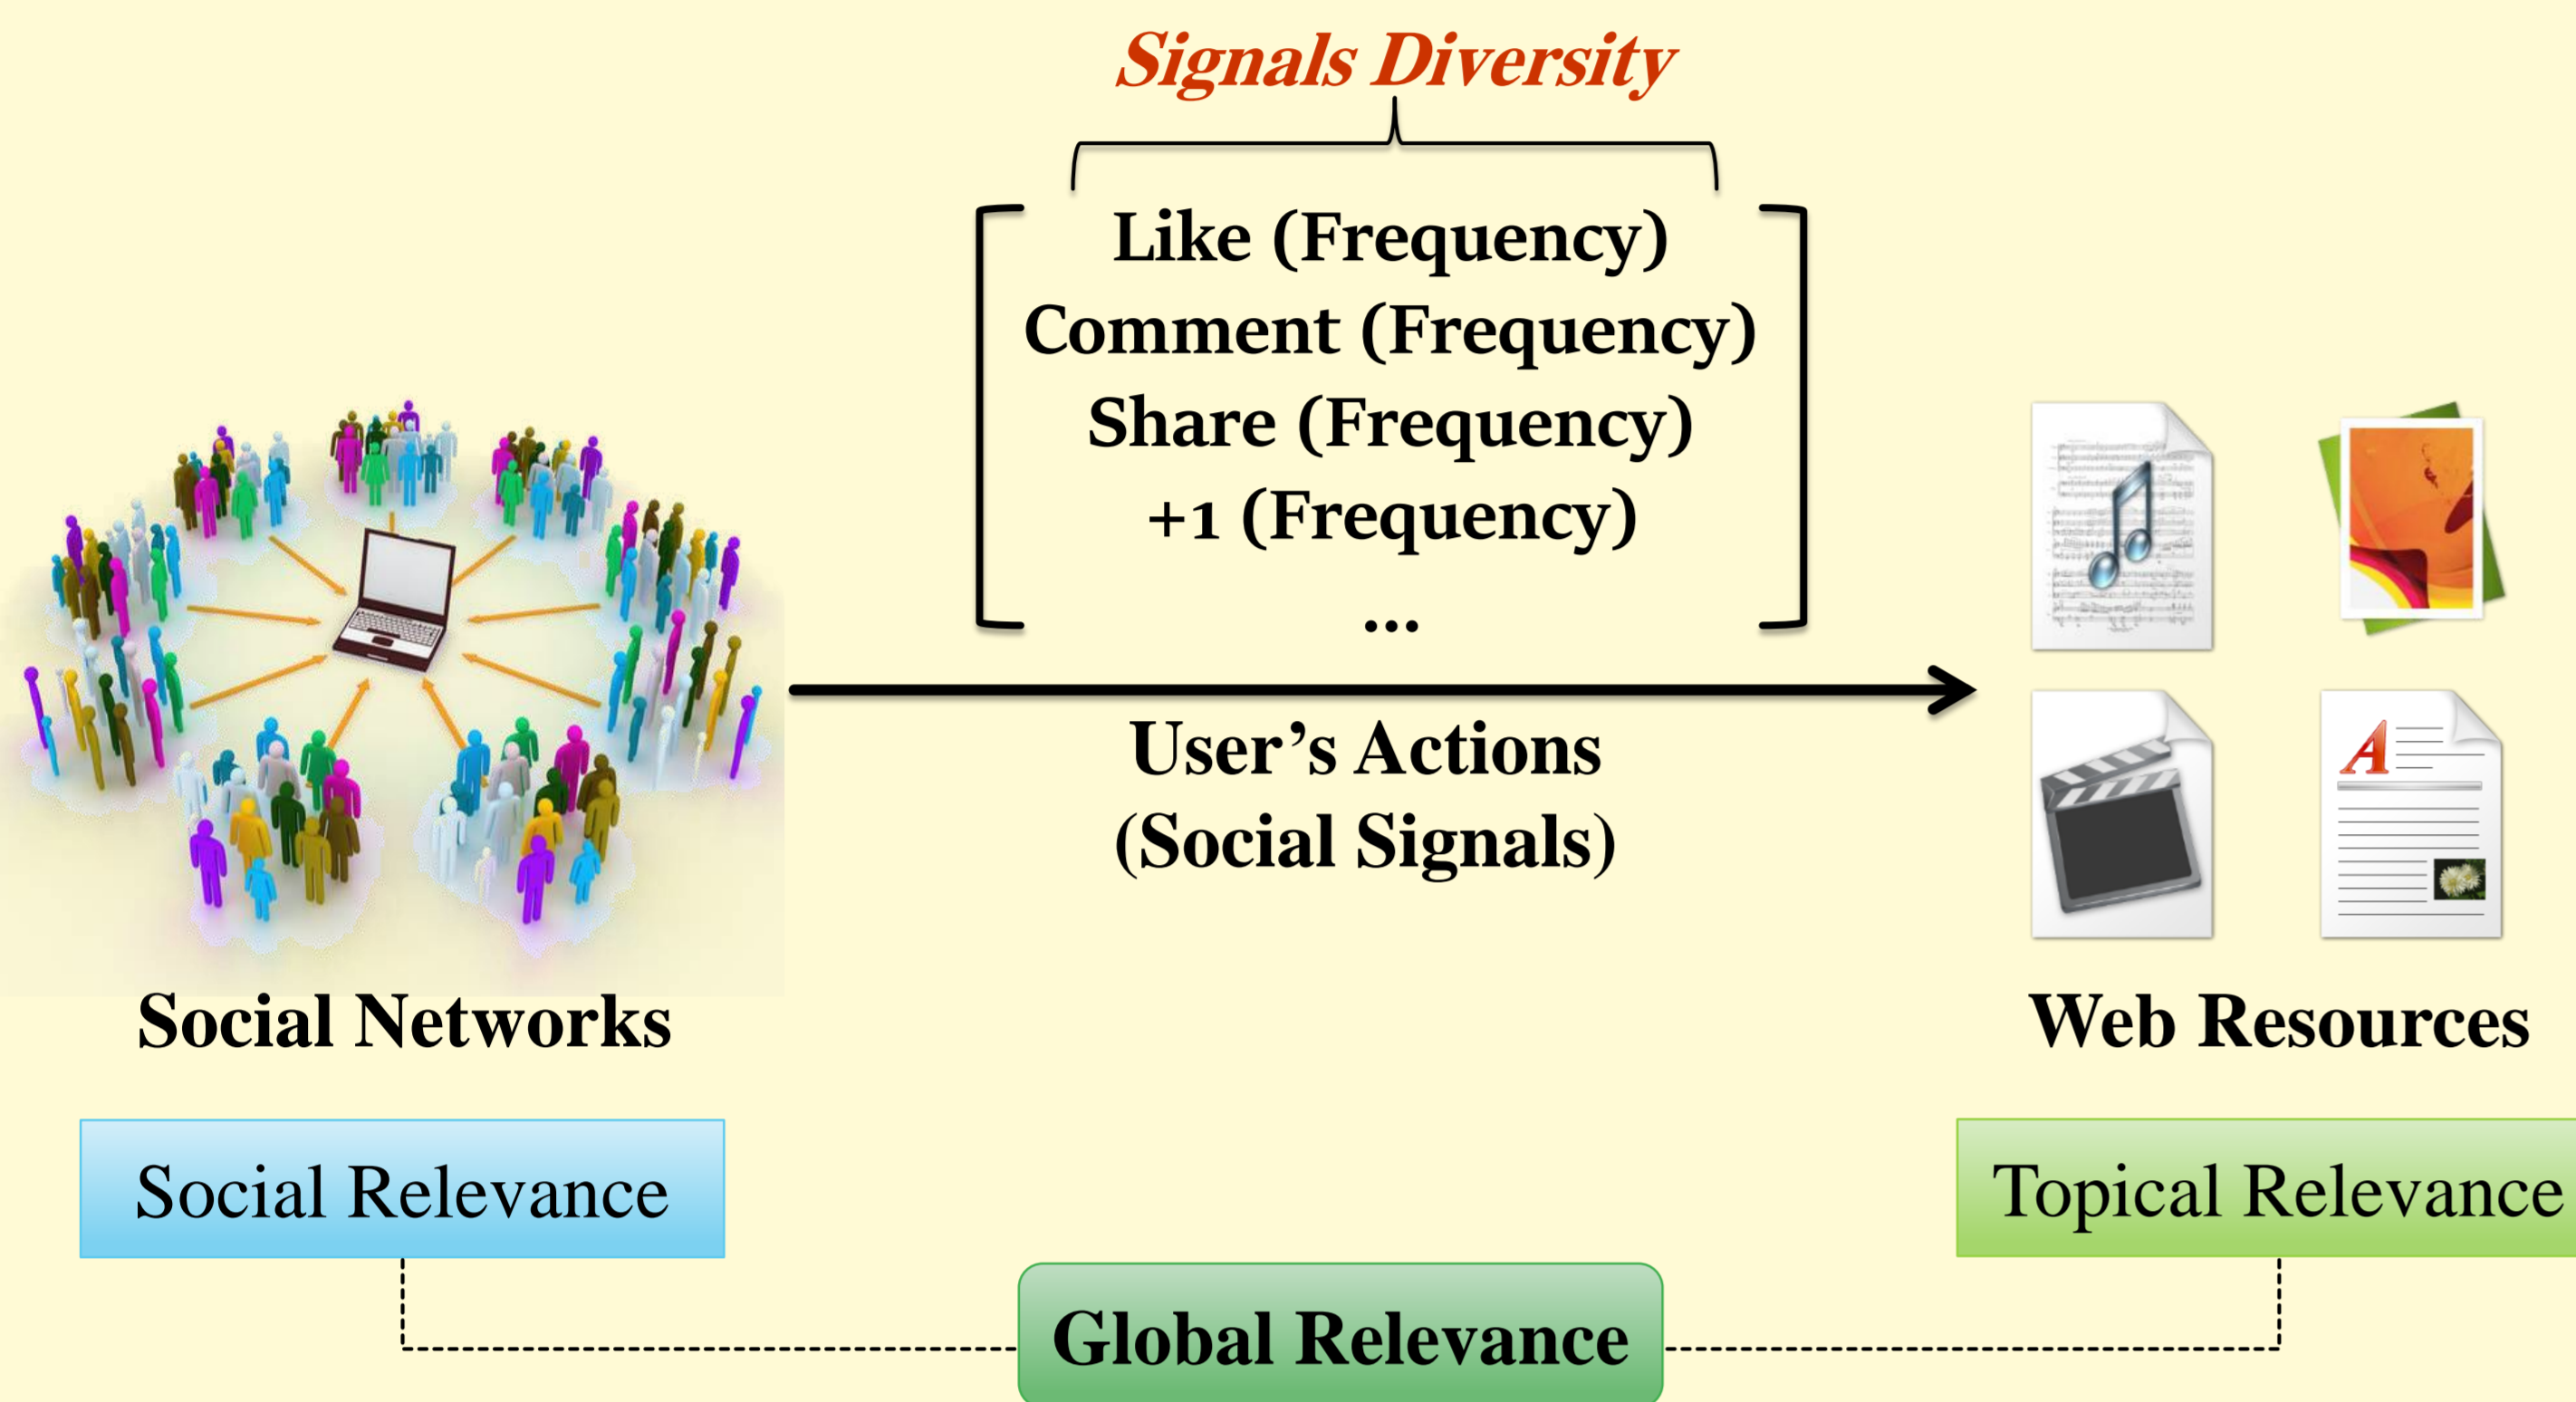 Signals Diversity
Like (Frequency)
Comment (Frequency)
Share (Frequency)
+1 (Frequency)
...
User’s Actions
(Social Signals)
A
Social Networks
Web Resources
Social Relevance
Topical Relevance
Global Relevance